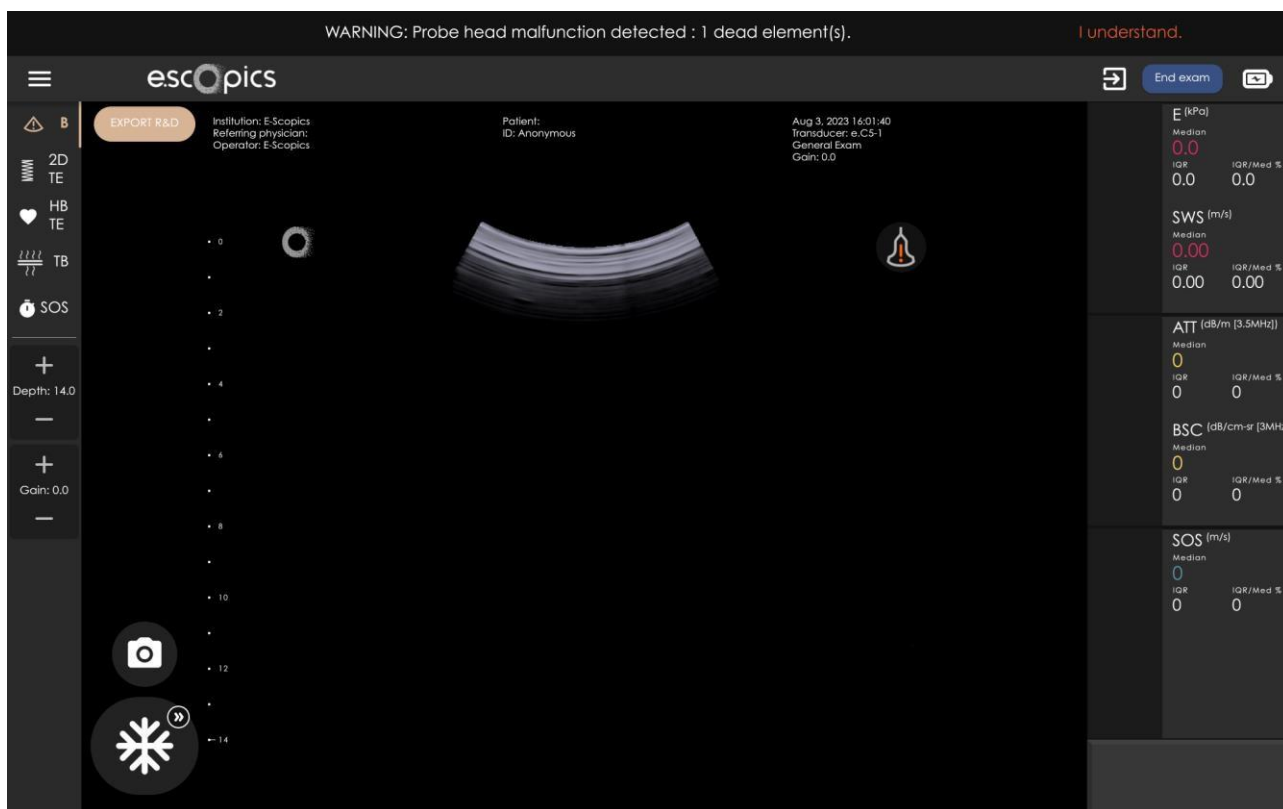 WARNING: Probe head malfunction detected : 1 dead element(s).
I understand.
escopics
End exam
B
2D
TE
HB
TE
TB
SOS
Depth: 14.0
Gain: 0.0
EXPORT R&D
Institution: E-Scopics
Referring physician:
Operator: E-Scopics
Patient:
ID: Anonymous
Aug 3, 2023 16:01:40
Transducer: e.C5-1
General Exam
Gain: 0.0
0
2
4
6
8
10
12
14
E (kPa)
Median
0.0
IQR IQR/Med %
0.0 0.0
SWS (m/s)
Median
0.00
IQR IQR/Med %
0.00 0.00
ATT (dB/m [3.5MHz])
Median
0
IQR IQR/Med %
0 0
BSC (dB/cm-sr [3MHz
Median
0
IQR IQR/Med %
0 0
SOS (m/s)
Median
0
IQR IQR/Med %
0 0